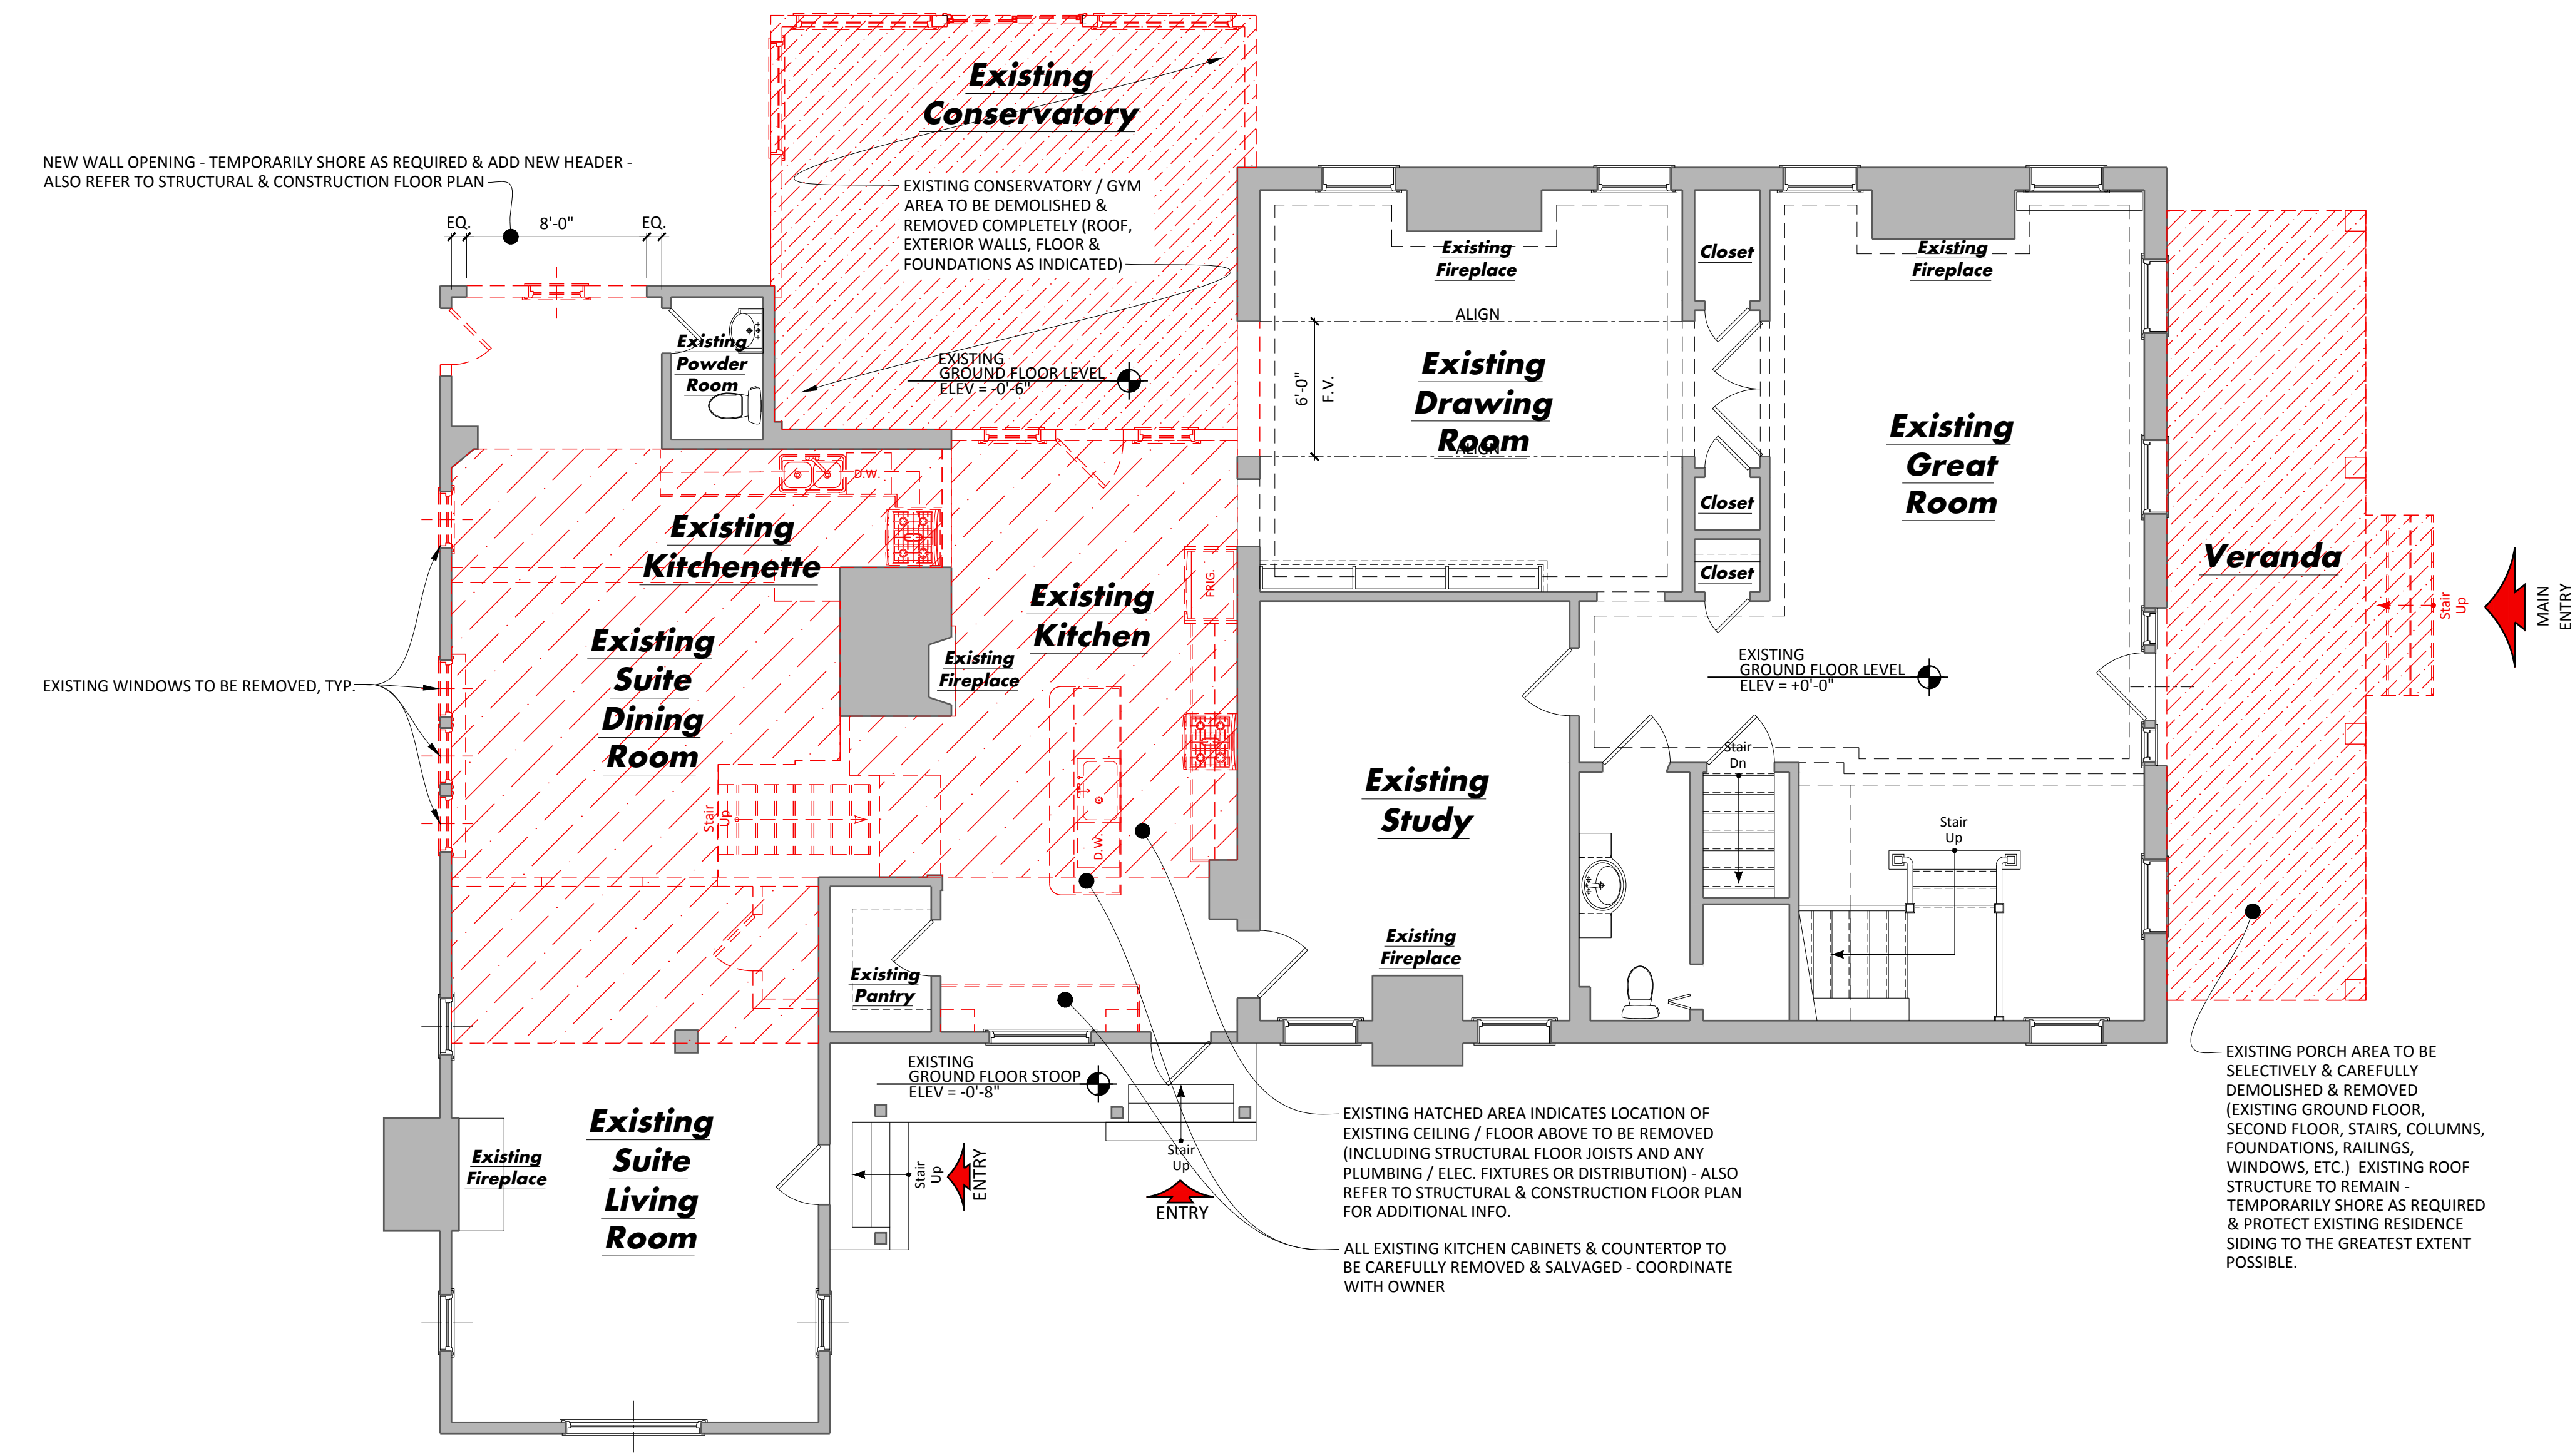 Existing
Conservatory
NEW WALL OPENING - TEMPORARILY SHORE AS REQUIRED & ADD NEW HEADER -
ALSO REFER TO STRUCTURAL & CONSTRUCTION FLOOR PLAN
EQ.
8'-0"
EQ.
EXISTING CONSERVATORY / GYM
AREA TO BE DEMOLISHED &
REMOVED COMPLETELY (ROOF,
EXTERIOR WALLS, FLOOR &
FOUNDATIONS AS INDICATED)
Existing
Fireplace
Closet
Existing
Fireplace
ALIGN
Existing
Powder
Room
EXISTING
GROUND FLOOR LEVEL
ELEV = -0'-6"
6'-0"
F.V.
Existing
Drawing
Room
ALIGN
Existing
Great
Room
D.W.
Closet
Existing
Kitchenette
Closet
Veranda
FRIG.
Existing
Kitchen
Stair
Up
MAIN
ENTRY
Existing
Suite
Dining
Room
Existing
Fireplace
EXISTING
GROUND FLOOR LEVEL
ELEV = +0'-0"
EXISTING WINDOWS TO BE REMOVED, TYP.
Stair
Dn
Existing
Study
Stair
Up
D.W.
Stair
Up
Existing
Fireplace
Existing
Pantry
EXISTING
GROUND FLOOR STOOP
ELEV = -0'-8"
EXISTING PORCH AREA TO BE
SELECTIVELY & CAREFULLY
DEMOLISHED & REMOVED
(EXISTING GROUND FLOOR,
SECOND FLOOR, STAIRS, COLUMNS,
FOUNDATIONS, RAILINGS,
WINDOWS, ETC.) EXISTING ROOF
STRUCTURE TO REMAIN -
TEMPORARILY SHORE AS REQUIRED
& PROTECT EXISTING RESIDENCE
SIDING TO THE GREATEST EXTENT
POSSIBLE.
EXISTING HATCHED AREA INDICATES LOCATION OF
EXISTING CEILING / FLOOR ABOVE TO BE REMOVED
(INCLUDING STRUCTURAL FLOOR JOISTS AND ANY
PLUMBING / ELEC. FIXTURES OR DISTRIBUTION) - ALSO
REFER TO STRUCTURAL & CONSTRUCTION FLOOR PLAN
FOR ADDITIONAL INFO.
Existing
Suite
Living
Room
Existing
Fireplace
Stair
Up
ENTRY
Stair
Up
ENTRY
ALL EXISTING KITCHEN CABINETS & COUNTERTOP TO
BE CAREFULLY REMOVED & SALVAGED - COORDINATE
WITH OWNER